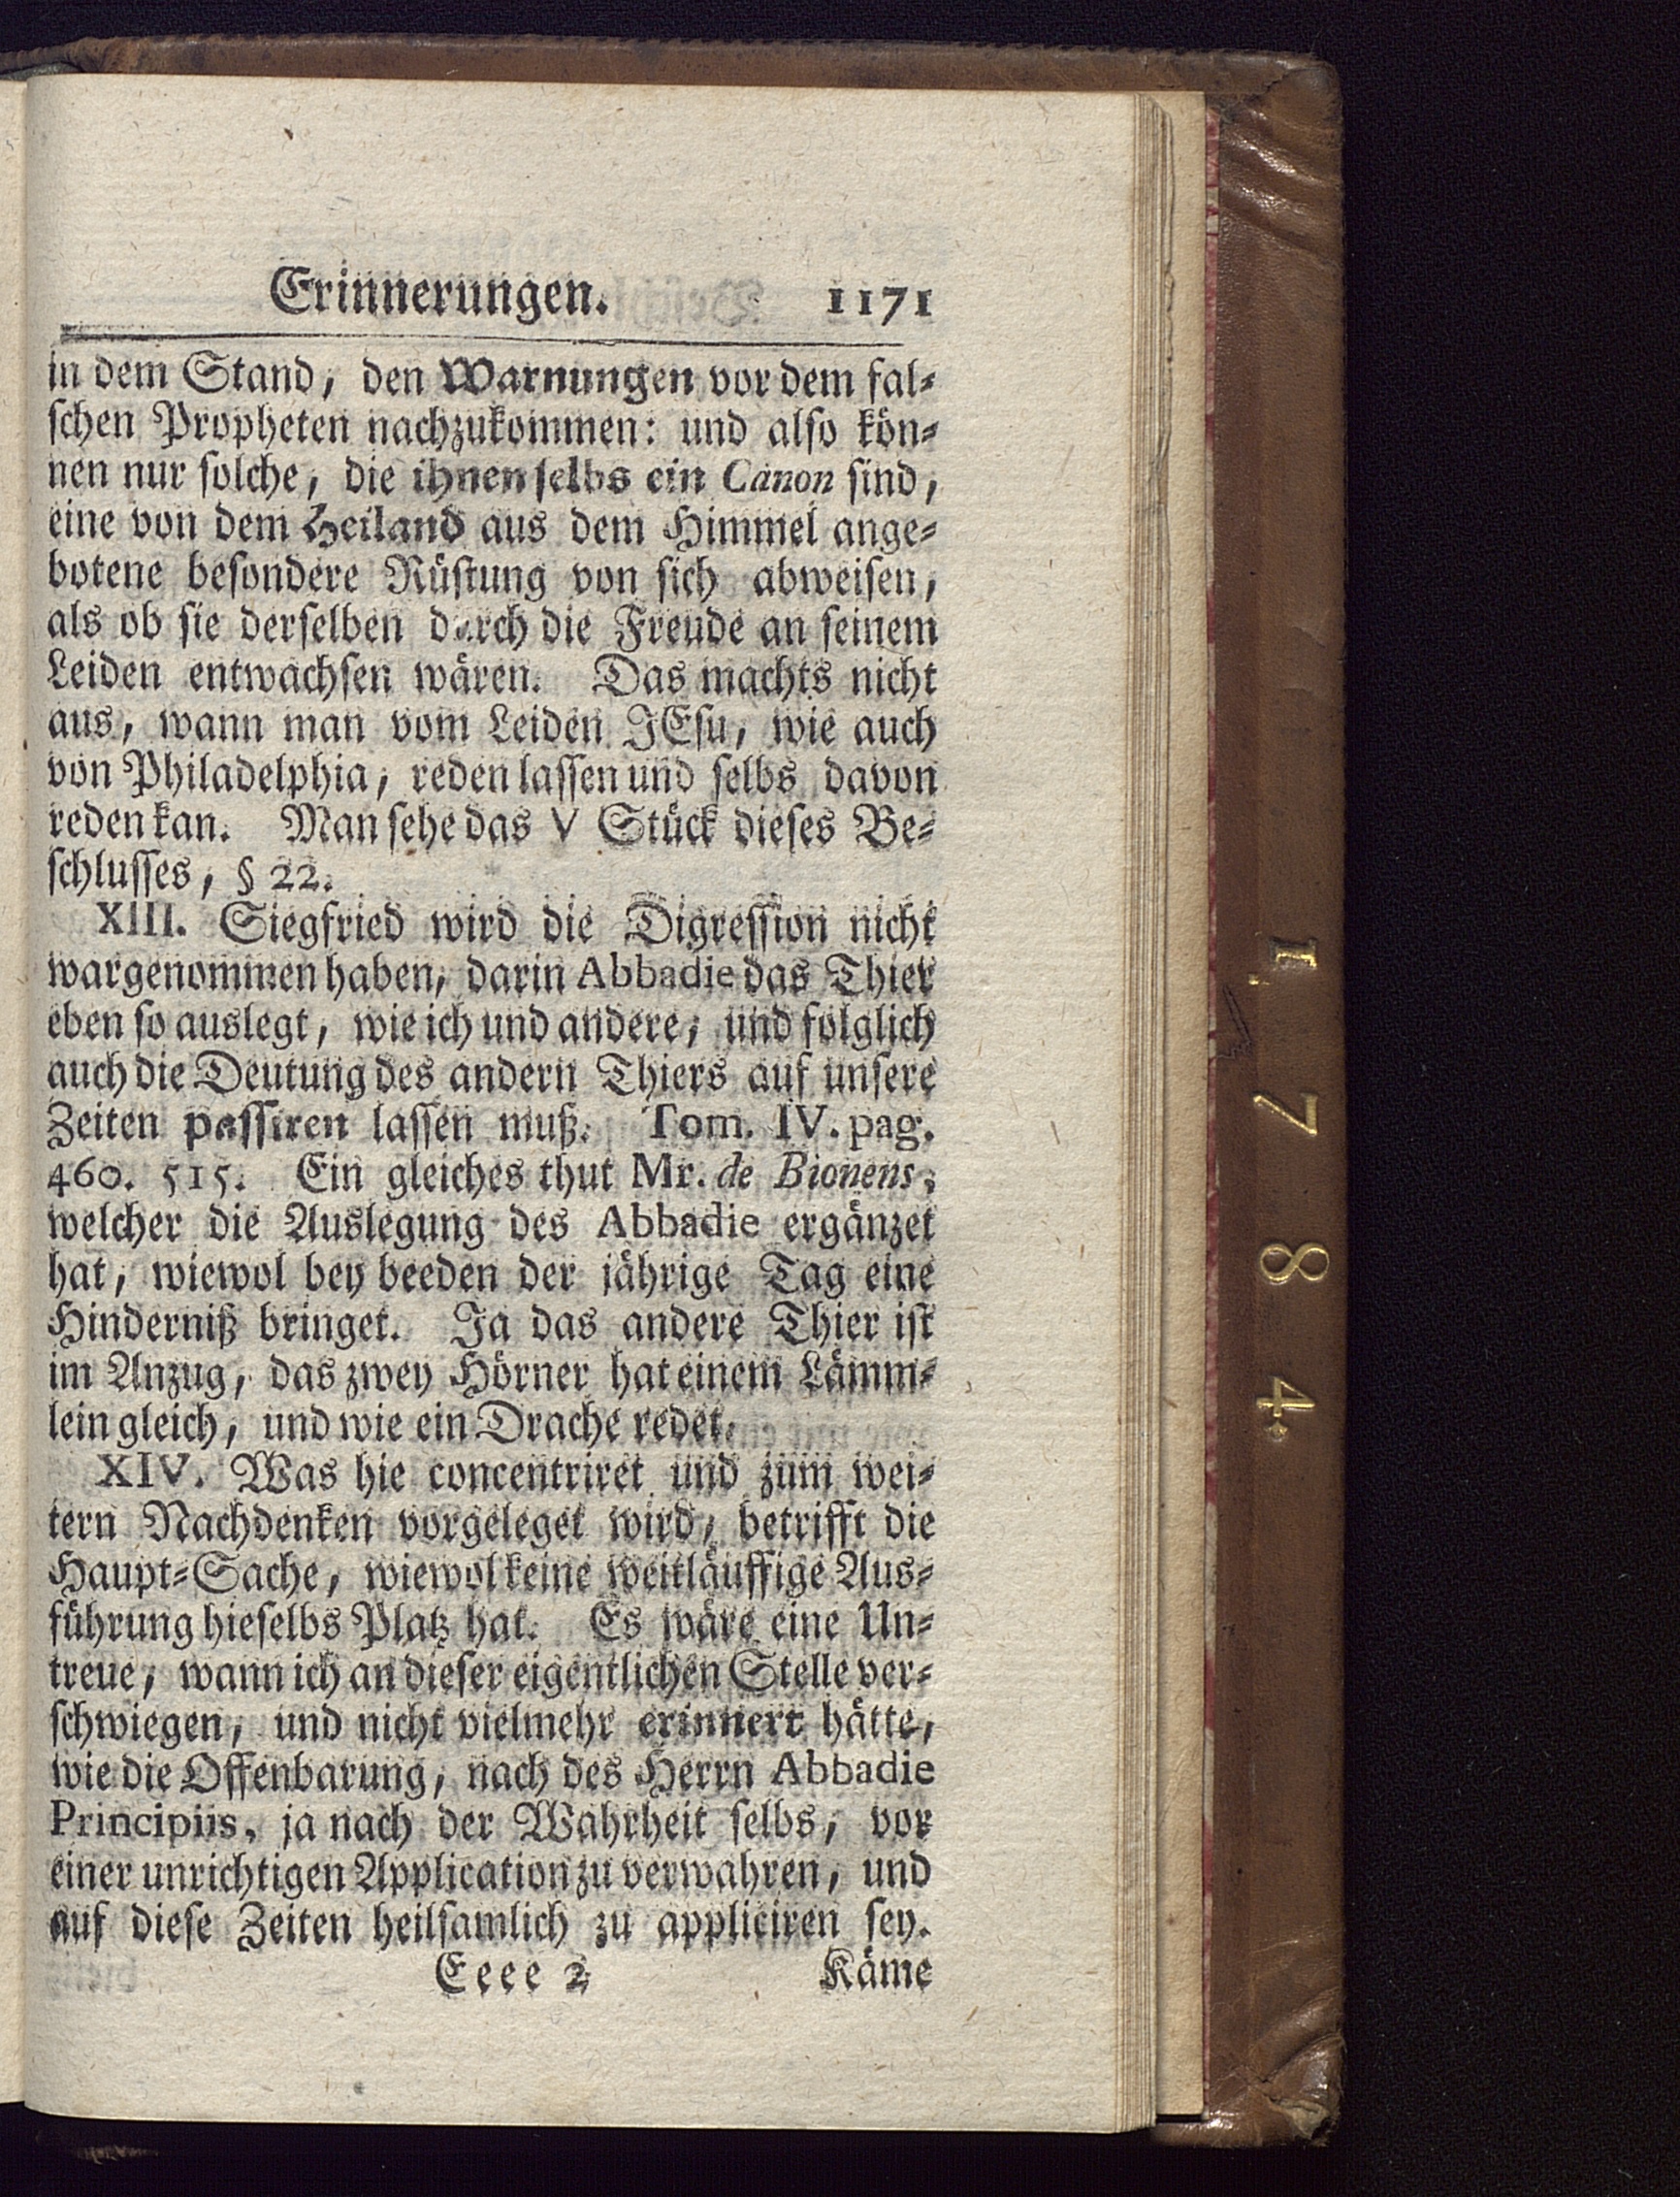 Erinnerungen. 1171
in dem Stand, den Warnungen vor dem fal-
schen Propheten nachzukommen: und also kön-
nen nur solche, die ihnen selbs ein Canon sind,
eine von dem Heiland aus dem Himmel ange-
botene besondere Rüstung von sich abweisen,
als ob sie derselben durch die Freude an seinem
Leiden entwachsen wären. Das machts nicht
aus, wann man vom Leiden JEsu, wie auch
von Philadelphia, reden lassen und selbs davon
reden kan. Man sehe das V Stück dieses Be-
schlusses, § 22.
XIII. Siegfried wird die Digression nicht
wargenommen haben, darin Abbadie das Thier
eben so auslegt, wie ich und andere, und folglich
auch die Deutung des andern Thiers auf unsere
Zeiten passiren lassen muß. Tom. IV. pag.
460. 515. Ein gleiches thut Mr. de Bionens,
welcher die Auslegung des Abbadie ergänzet
hat, wiewol bey beeden der jährige Tag eine
Hinderniß bringet. Ja das andere Thier ist
im Anzug, das zwey Hörner hat einem Lämm-
lein gleich, und wie ein Drache redet.
XIV. Was hie concentriret und zum wei-
tern Nachdenken vorgeleget wird, betrifft die
Haupt-Sache, wiewol keine weitläuffige Aus-
führung hieselbs Platz hat. Es wäre eine Un-
treue, wann ich an dieser eigentlichen Stelle ver-
schwiegen, und nicht vielmehr erinnert hätte,
wie die Offenbarung, nach des Herrn Abbadie
Principiis, ja nach der Wahrheit selbs, vor
einer unrichtigen Application zu verwahren, und
auf diese Zeiten heilsamlich zu appliciren sey.
Eeee 2 Käme
1784.